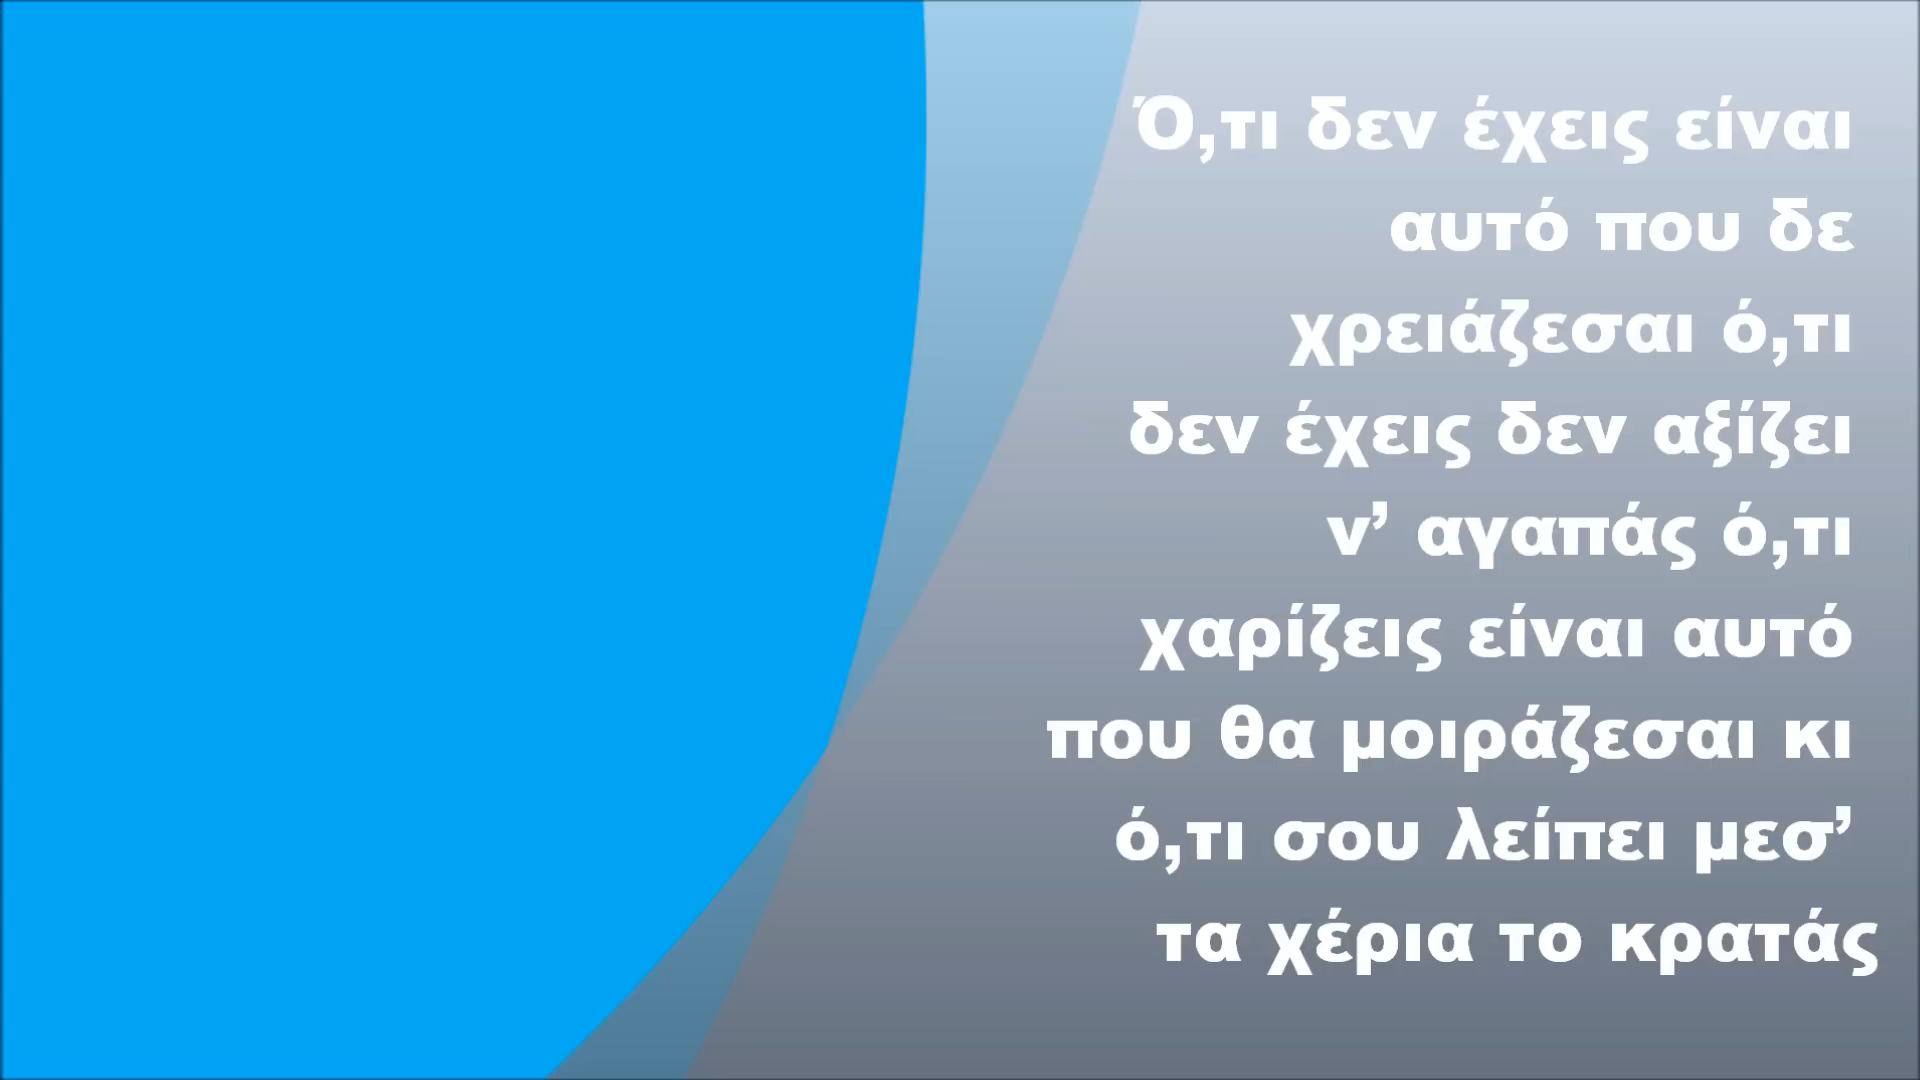 Ό,τι δεν έχεις είναι
αυτό που δε
χρειάζεσαι ό,τι
δεν έχεις δεν αξίζει
ν’ αγαπάς ό,τι
χαρίζεις είναι αυτό
που θα μοιράζεσαι κι
ό,τι σου λείπει μεσ’
τα χέρια το κρατάς